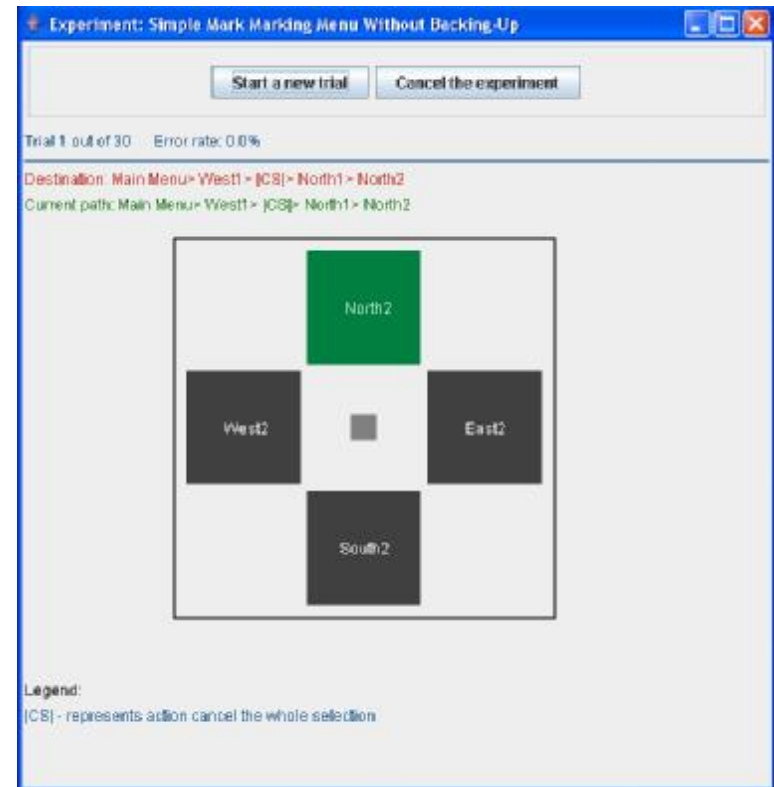 Experiment: Simple Mark Marking Menu Without Backing-Up
Start a new trial Cancel the experiment
Trial 1 out of 30 Error rate: 0.0%
Destination: Main Menu> West1> |CS|> North1> North2
Current path: Main Menu> West1> |CS|> North1> North2
North2
West2 East2
South2
Legend:
|CS| - represents action cancel the whole selection